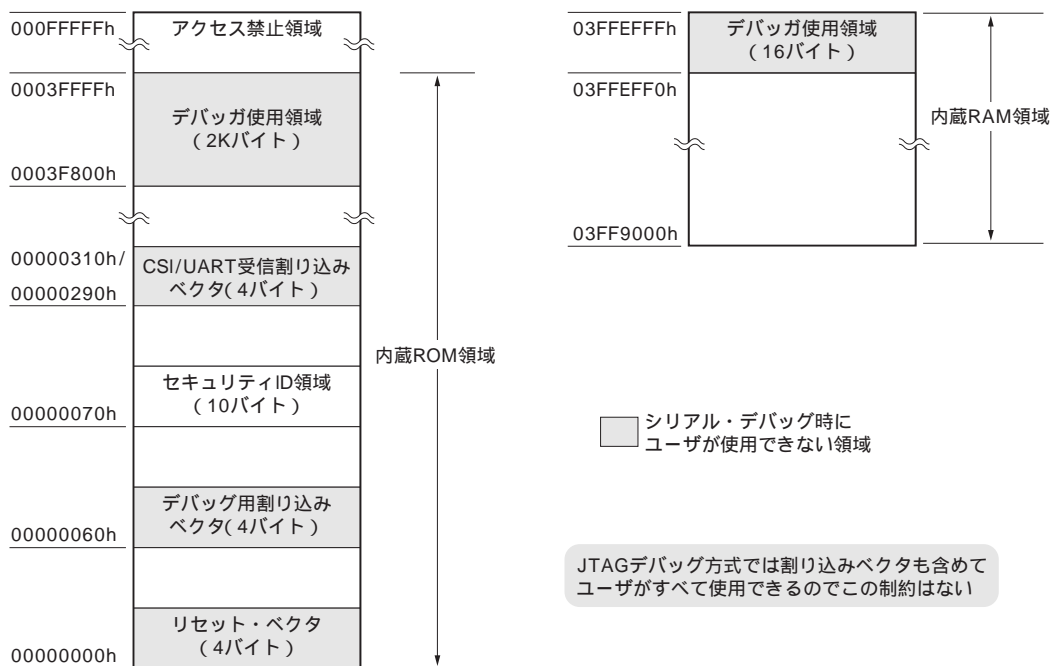 000FFFFFh
アクセス禁止領域
0003FFFFh
デバッガ使用領域
(2Kバイト)
0003F800h
00000310h/
00000290h
CSI/UART受信割り込み
ベクタ(4バイト)
内蔵ROM領域
セキュリティID領域
(10バイト)
00000070h
デバッグ用割り込み
ベクタ(4バイト)
00000060h
リセット・ベクタ
(4バイト)
00000000h
03FFEFFFh
デバッガ使用領域
(16バイト)
03FFEFF0h
内蔵RAM領域
03FF9000h
シリアル・デバッグ時に
ユーザが使用できない領域
JTAGデバッグ方式では割り込みベクタも含めて
ユーザがすべて使用できるのでこの制約はない